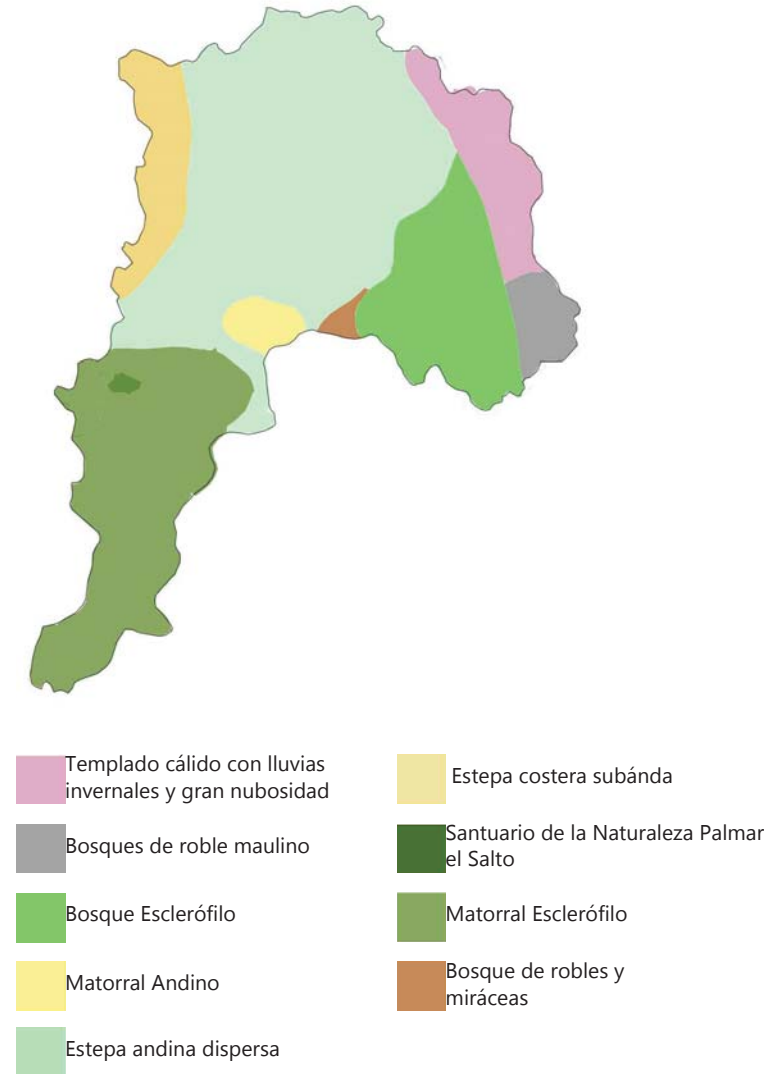 Templado cálido con lluvias
invernales y gran nubosidad
Bosques de roble maulino
Bosque Esclerófilo
Matorral Andino
Estepa andina dispersa
Estepa costera subánda
Santuario de la Naturaleza Palmar
el Salto
Matorral Esclerófilo
Bosque de robles y
miráceas